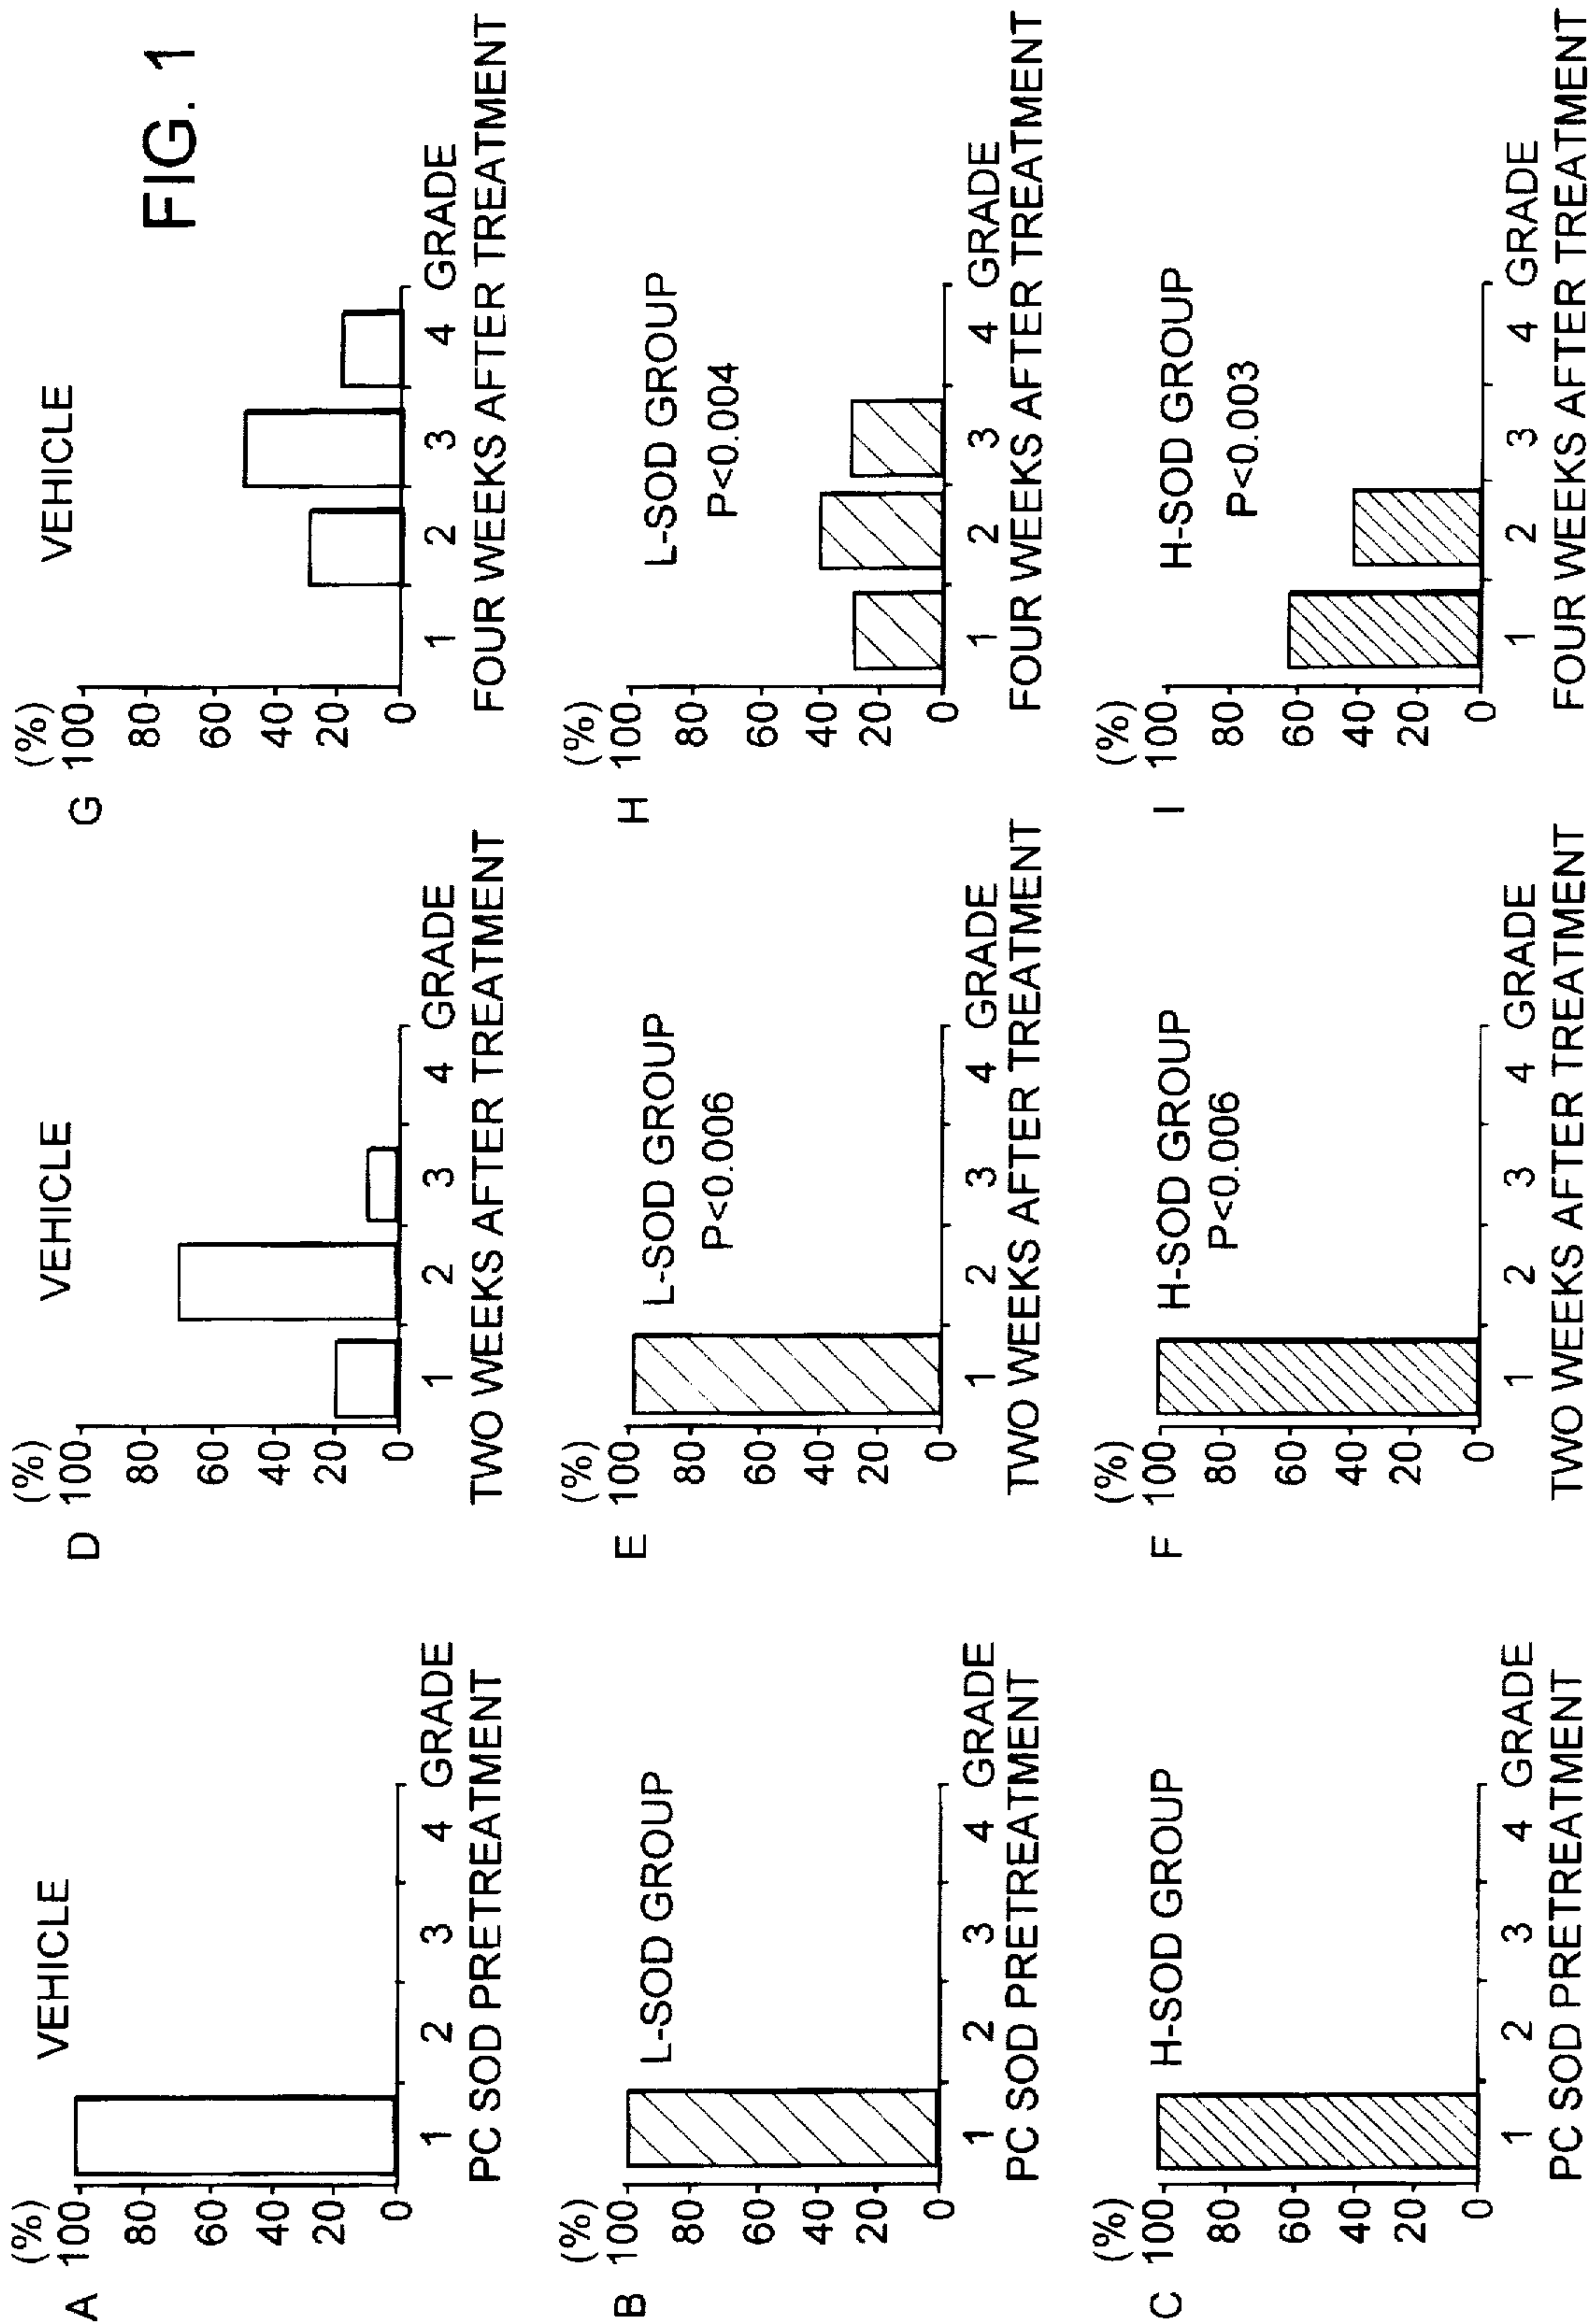 FIG. 1
A
(%)
VEHICLE
100
80
60
40
20
0
1 2 3 4 GRADE
PC SOD PRETREATMENT
D
(%)
VEHICLE
100
80
60
40
20
0
1 2 3 4 GRADE
TWO WEEKS AFTER TREATMENT
G
(%)
VEHICLE
100
80
60
40
20
0
1 2 3 4 GRADE
FOUR WEEKS AFTER TREATMENT
B
(%)
L-SOD GROUP
100
80
60
40
20
0
1 2 3 4 GRADE
PC SOD PRETREATMENT
E
(%)
L-SOD GROUP
P<0.006
100
80
60
40
20
0
1 2 3 4 GRADE
TWO WEEKS AFTER TREATMENT
H
(%)
L-SOD GROUP
P<0.004
100
80
60
40
20
0
1 2 3 4 GRADE
FOUR WEEKS AFTER TREATMENT
C
(%)
H-SOD GROUP
100
80
60
40
20
0
1 2 3 4 GRADE
PC SOD PRETREATMENT
F
(%)
H-SOD GROUP
P<0.006
100
80
60
40
20
0
1 2 3 4 GRADE
TWO WEEKS AFTER TREATMENT
I
(%)
H-SOD GROUP
P<0.003
100
80
60
40
20
0
1 2 3 4 GRADE
FOUR WEEKS AFTER TREATMENT